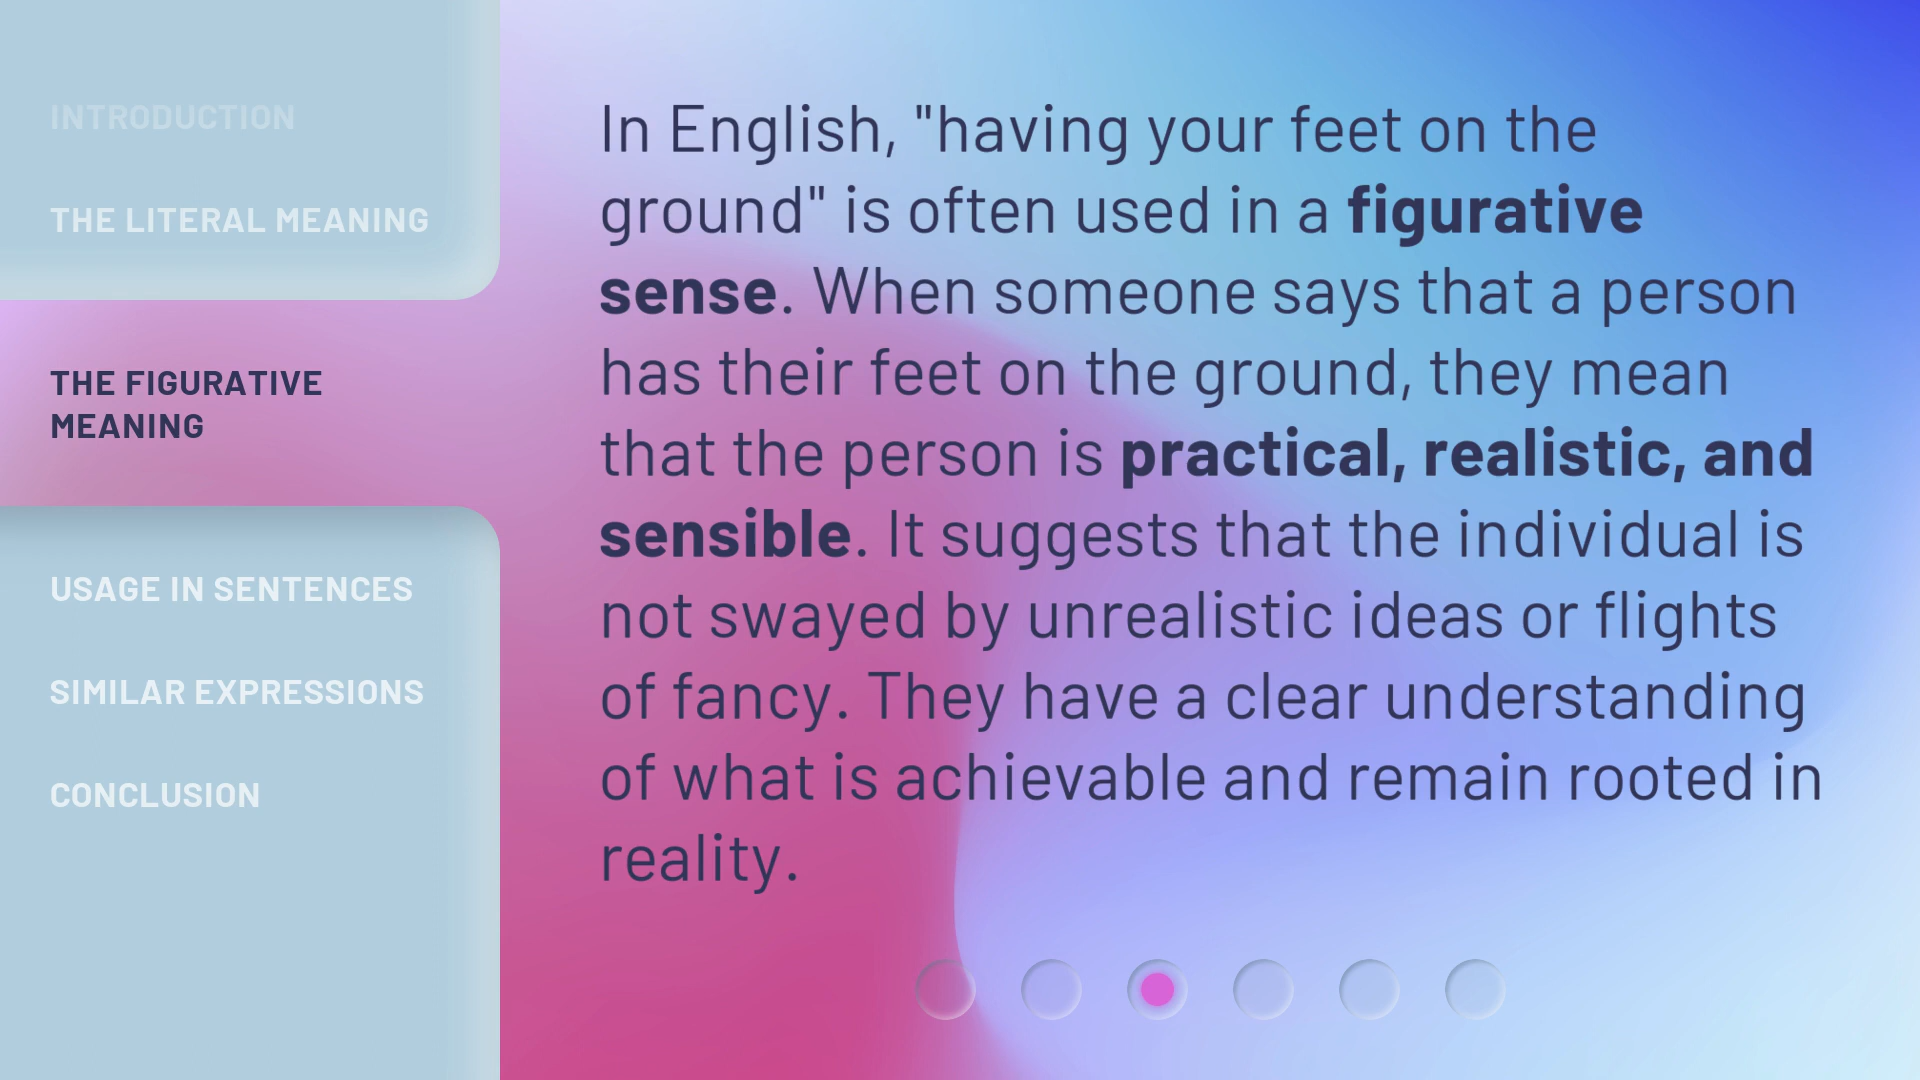 INTRODUCTION
THE LITERAL MEANING
THE FIGURATIVE
MEANING
USAGE IN SENTENCES
SIMILAR EXPRESSIONS
CONCLUSION
In English, "having your feet on the
ground" is often used in a figurative
sense. When someone says that a person
has their feet on the ground, they mean
that the person is practical, realistic, and
sensible. It suggests that the individual is
not swayed by unrealistic ideas or flights
of fancy. They have a clear understanding
of what is achievable and remain rooted in
reality.